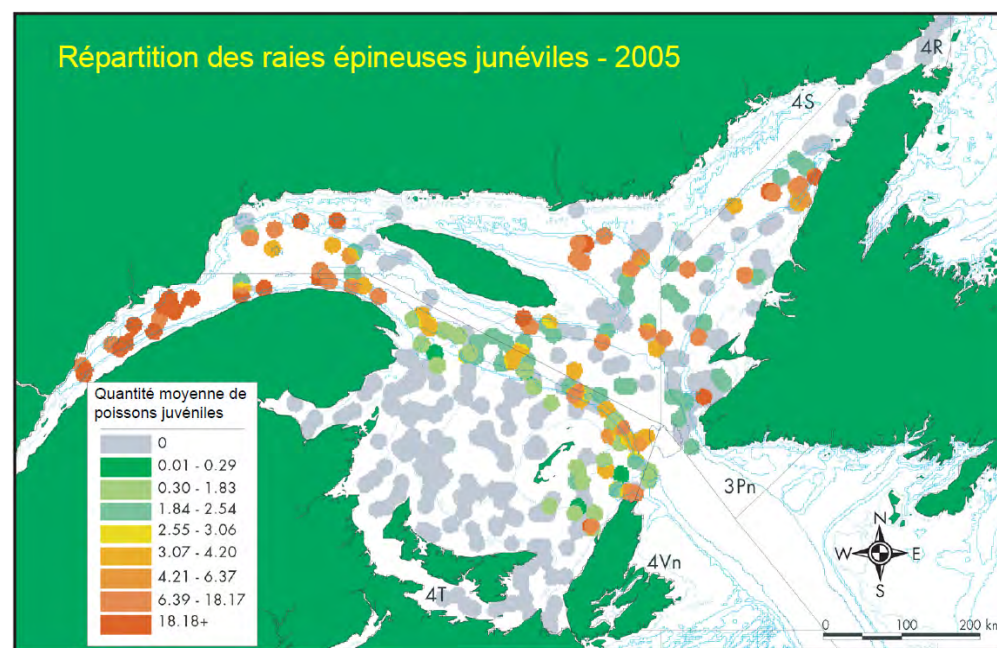 Répartition des raies épineuses junéviles - 2005
4R
4S
Quantité moyenne de
poissons juvéniles
0
0.01 - 0.29
0.30 - 1.83
1.84 - 2.54
2.55 - 3.06
3.07 - 4.20
4.21 - 6.37
6.39 - 18.17
18.18+
3Pn
4Vn
4T
N
W E
S
0 100 200 km